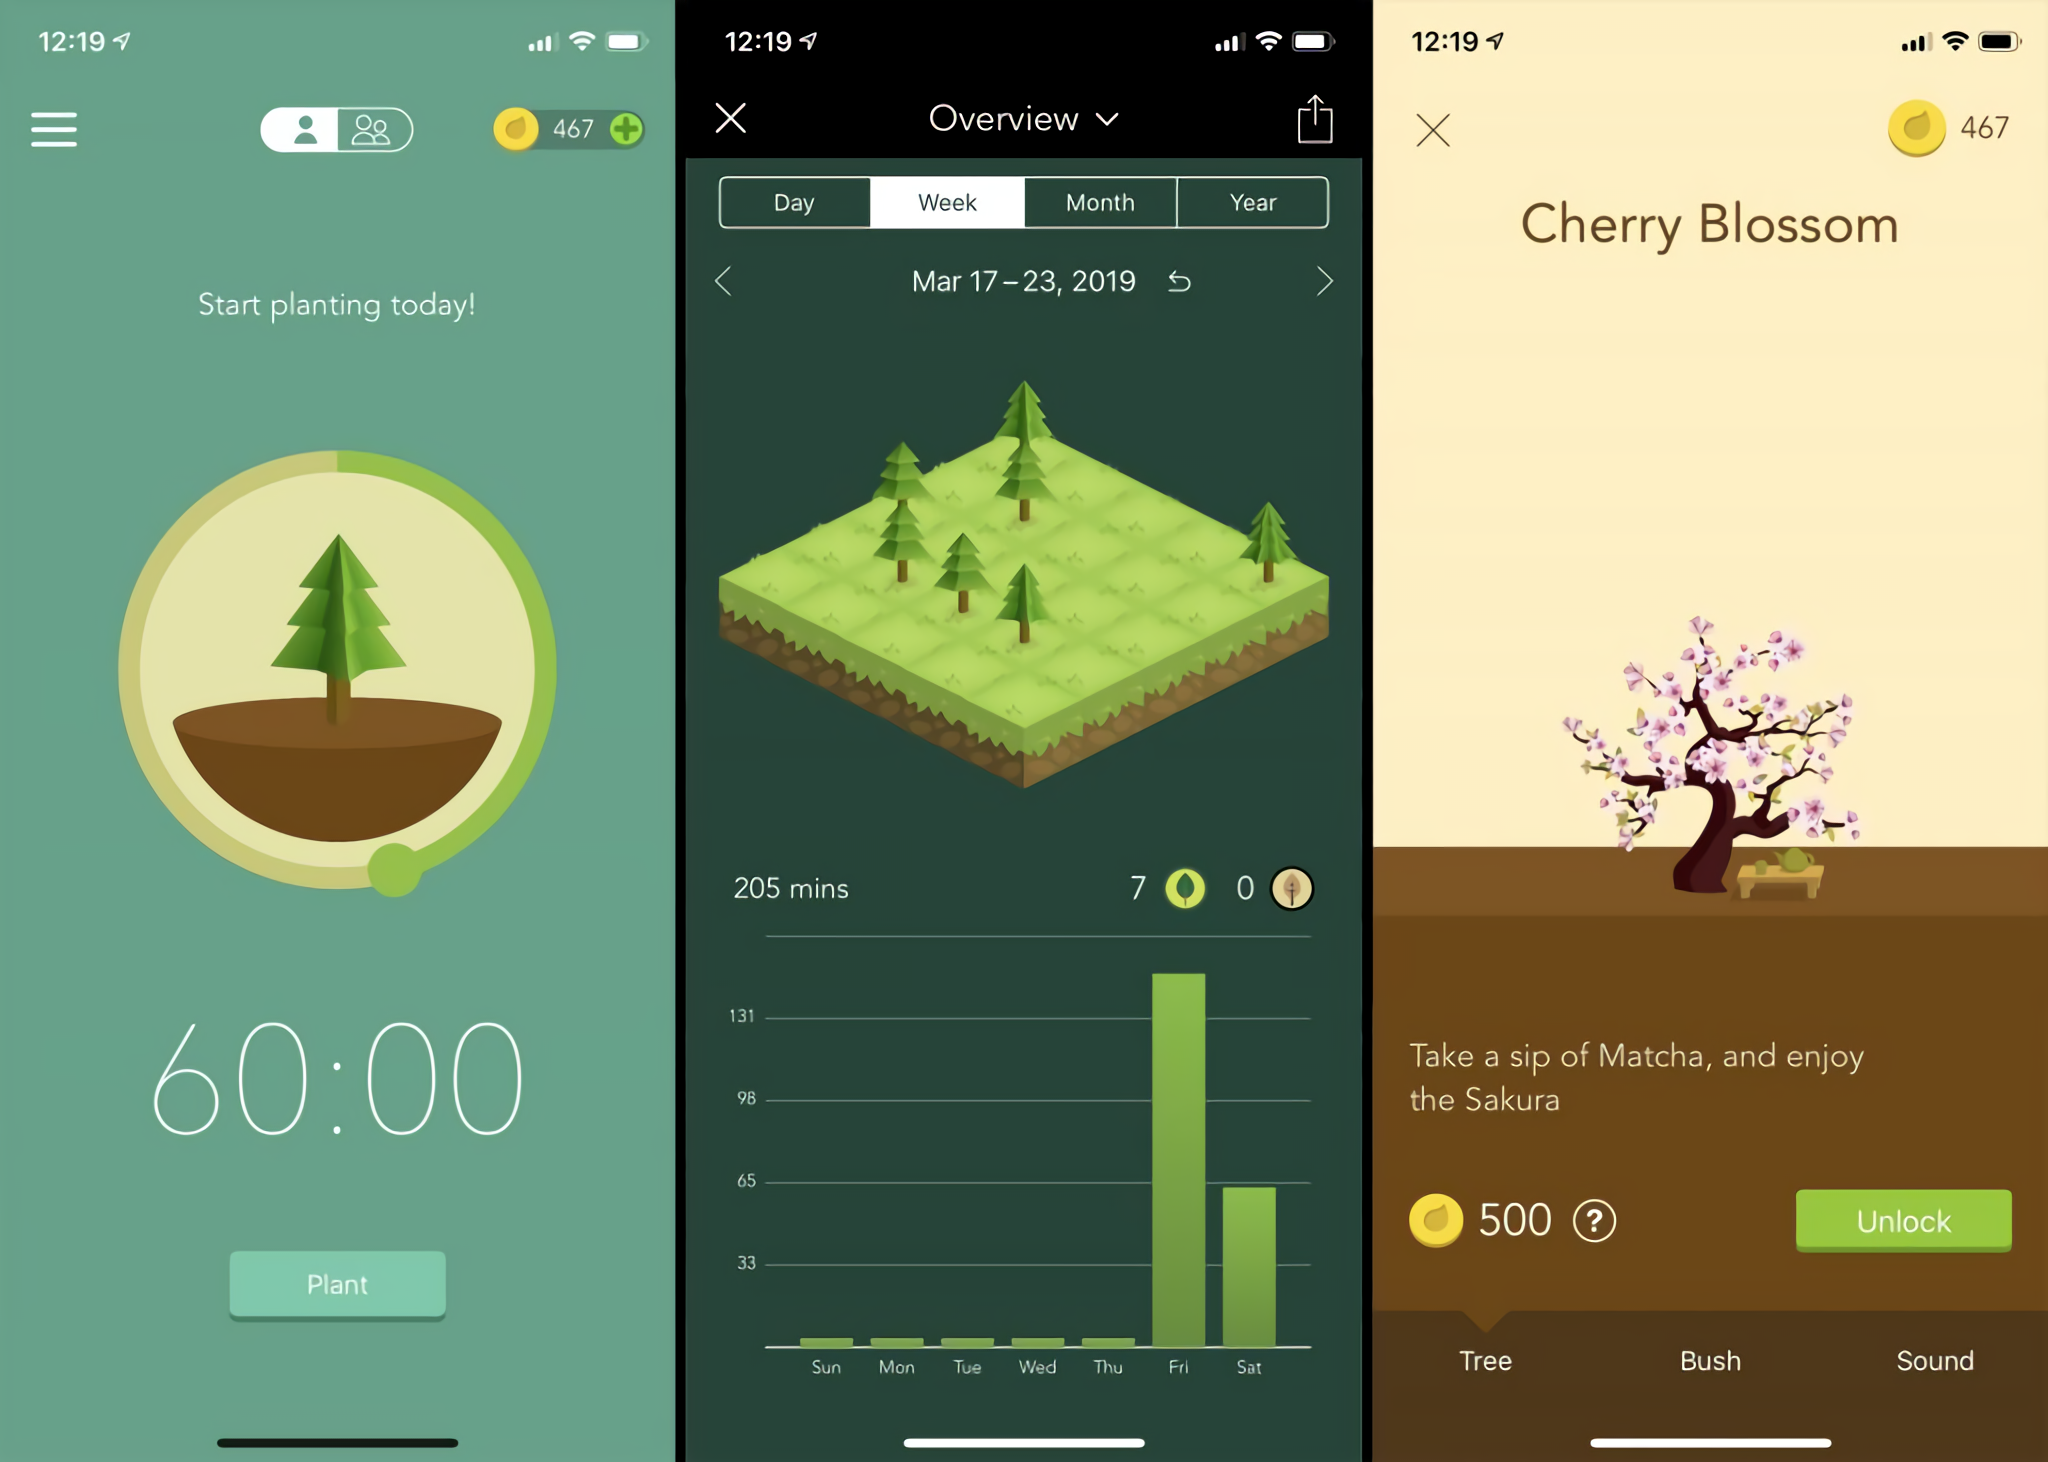 12:19
467
Start planting today!
60:00
Plant
12:19
Overview
Day Week Month Year
Mar 17–23, 2019
205 mins 7 0
131
98
65
33
Sun Mon Tue Wed Thu Fri Sat
12:19
467
Cherry Blossom
Take a sip of Matcha, and enjoy
the Sakura
500 ? Unlock
Tree Bush Sound